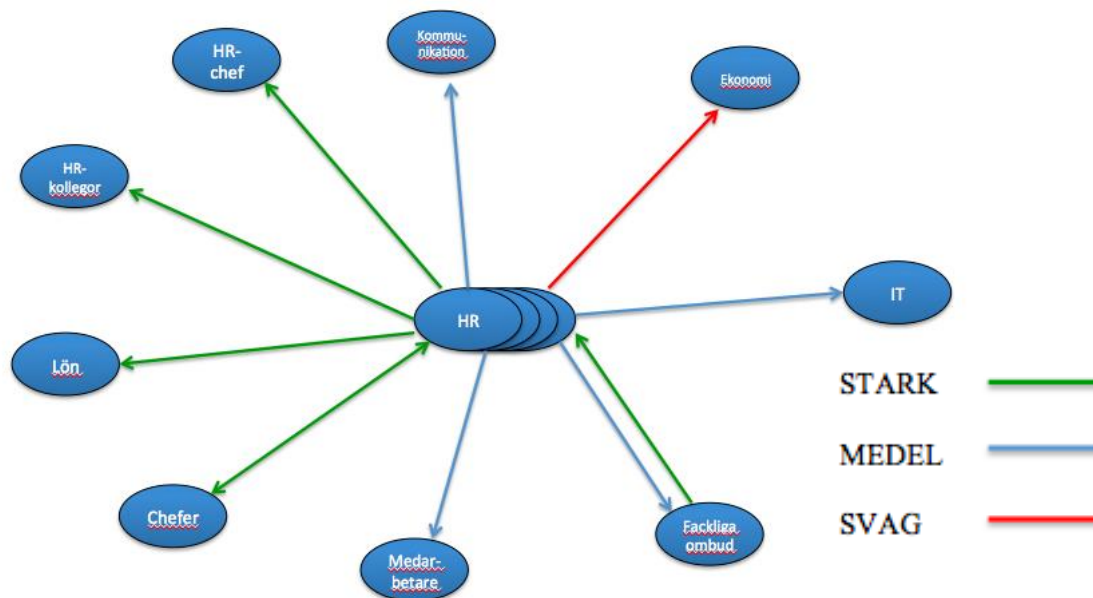 Kommu-
nikation
HR-
chef
Ekonomi
HR-
kollegor
IT
HR
Lön
STARK
MEDEL
Chefer
SVAG
Fackliga
ombud
Medar-
betare